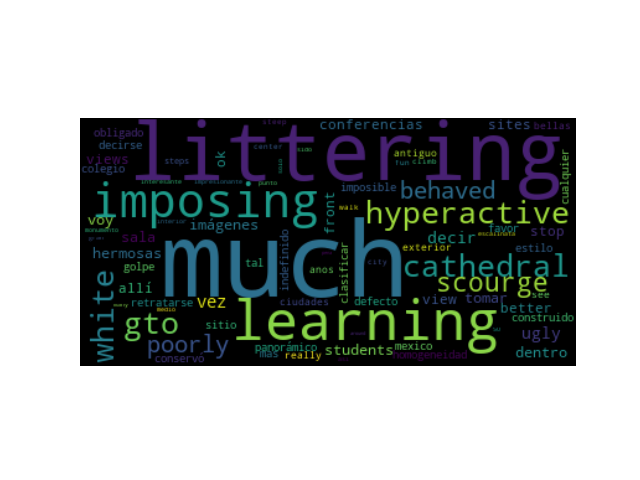 steep conferencias sites bellas
obligado littering
decirse center sido antiguo
views steps ok fun climb cualquier
colegio interesante impresionante punto imposible behaved
imposing front walk hyperactive
voy interior favor stop
monumento imágenes decir escalinata
sala much indefinido exterior estilo
hermosas tal clasificar cathedral
golpe anos city scourge
allí ciudades defecto view tomar see
white retratarse vez learning better
medio construido
gto sitio ugly
poorly panorámico mexico
conservo mas really students homogeneidad dentro